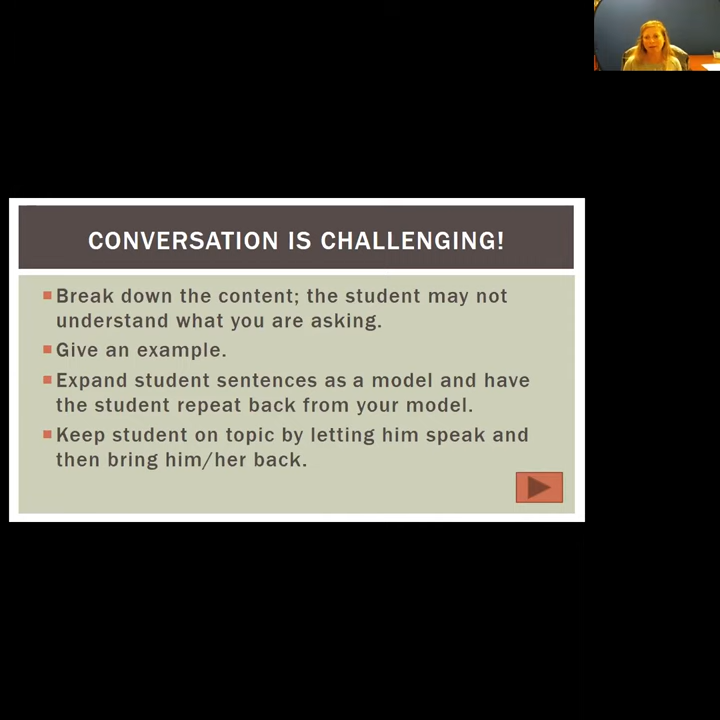 CONVERSATION IS CHALLENGING!
Break down the content; the student may not
understand what you are asking.
Give an example.
Expand student sentences as a model and have
the student repeat back from your model.
Keep student on topic by letting him speak and
then bring him/her back.